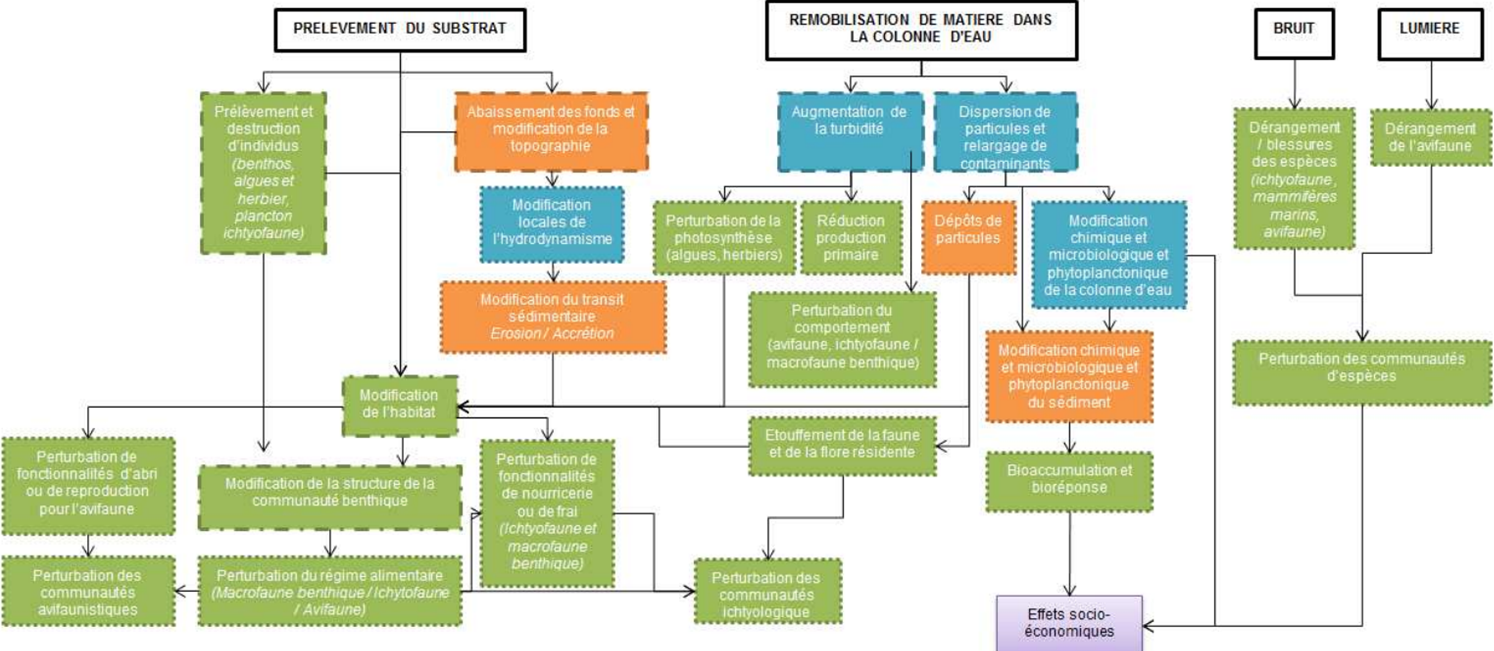 PRELEVEMENT DU SUBSTRAT
REMOBILISATION DE MATIERE DANS
LA COLONNE D'EAU
BRUIT
LUMIERE
Prélèvement et
destruction
d'individus
(benthos,
algues et
herbier,
plancton
ichtyofaune)
Abaissement des fonds et
modification de la
topographie
Augmentation de
la turbidité
Dispersion de
particules et
relargage de
contaminants
Dérangement
/ blessures
des espèces
(ichtyofaune,
mammifères
marins,
avifaune)
Dérangement
de l'avifaune
Modification
locales de
l'hydrodynamisme
Perturbation de la
photosynthèse
(algues, herbiers)
Réduction
production
primaire
Dépôts de
particules
Modification
chimique et
microbiologique et
phytoplanctonique
de la colonne d'eau
Modification du transit
sédimentaire
Erosion / Accrétion
Perturbation du
comportement
(avifaune, ichtyofaune /
macrofaune benthique)
Modification chimique
et microbiologique et
phytoplanctonique
du sédiment
Perturbation des communautés
d'espèces
Modification
de l'habitat
Etouffement de la faune
et de la flore résidente
Perturbation de
fonctionnalités d'abri
ou de reproduction
pour l'avifaune
Modification de la structure de la
communauté benthique
Perturbation de
fonctionnalités
de nourricerie
ou de frai
(Ichtyofaune et
macrofaune
benthique)
Bioaccumulation et
bioréponse
Perturbation des
communautés
avifaunistiques
Perturbation du régime alimentaire
(Macrofaune benthique / Ichytofaune
/ Avifaune)
Perturbation des
communautés
ichtyologique
Effets socio-
économiques